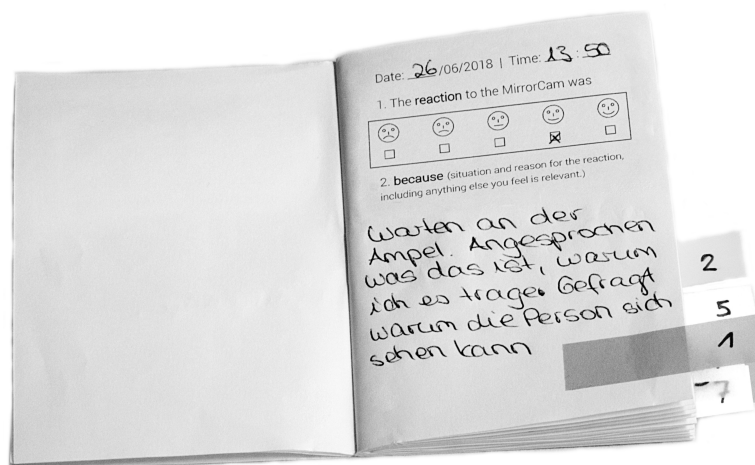 Date: 26/06/2018 | Time: 13:50
1. The reaction to the MirrorCam was
2. because (situation and reason for the reaction,
including anything else you feel is relevant.)
Warten an der
Ampel. Angesprochen
was das ist, warum
ich es trage. Gefragt
warum die Person sich
sehen kann
2
5
1
7